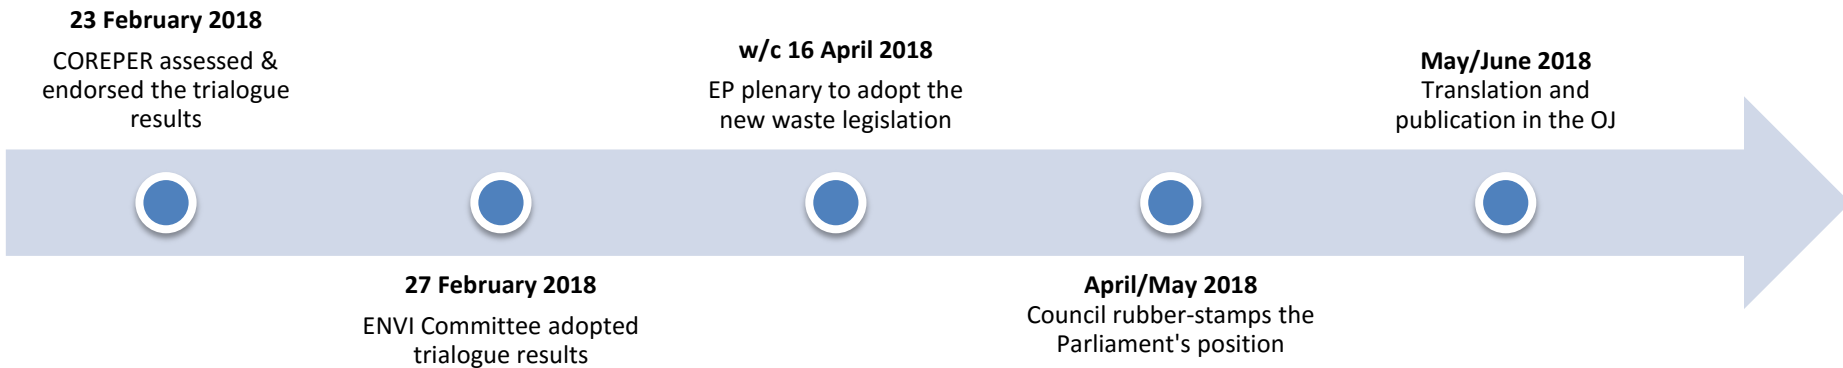 23 February 2018
COREPER assessed &
endorsed the trialogue
results
27 February 2018
ENVI Committee adopted
trialogue results
w/c 16 April 2018
EP plenary to adopt the
new waste legislation
April/May 2018
Council rubber-stamps the
Parliament's position
May/June 2018
Translation and
publication in the OJ